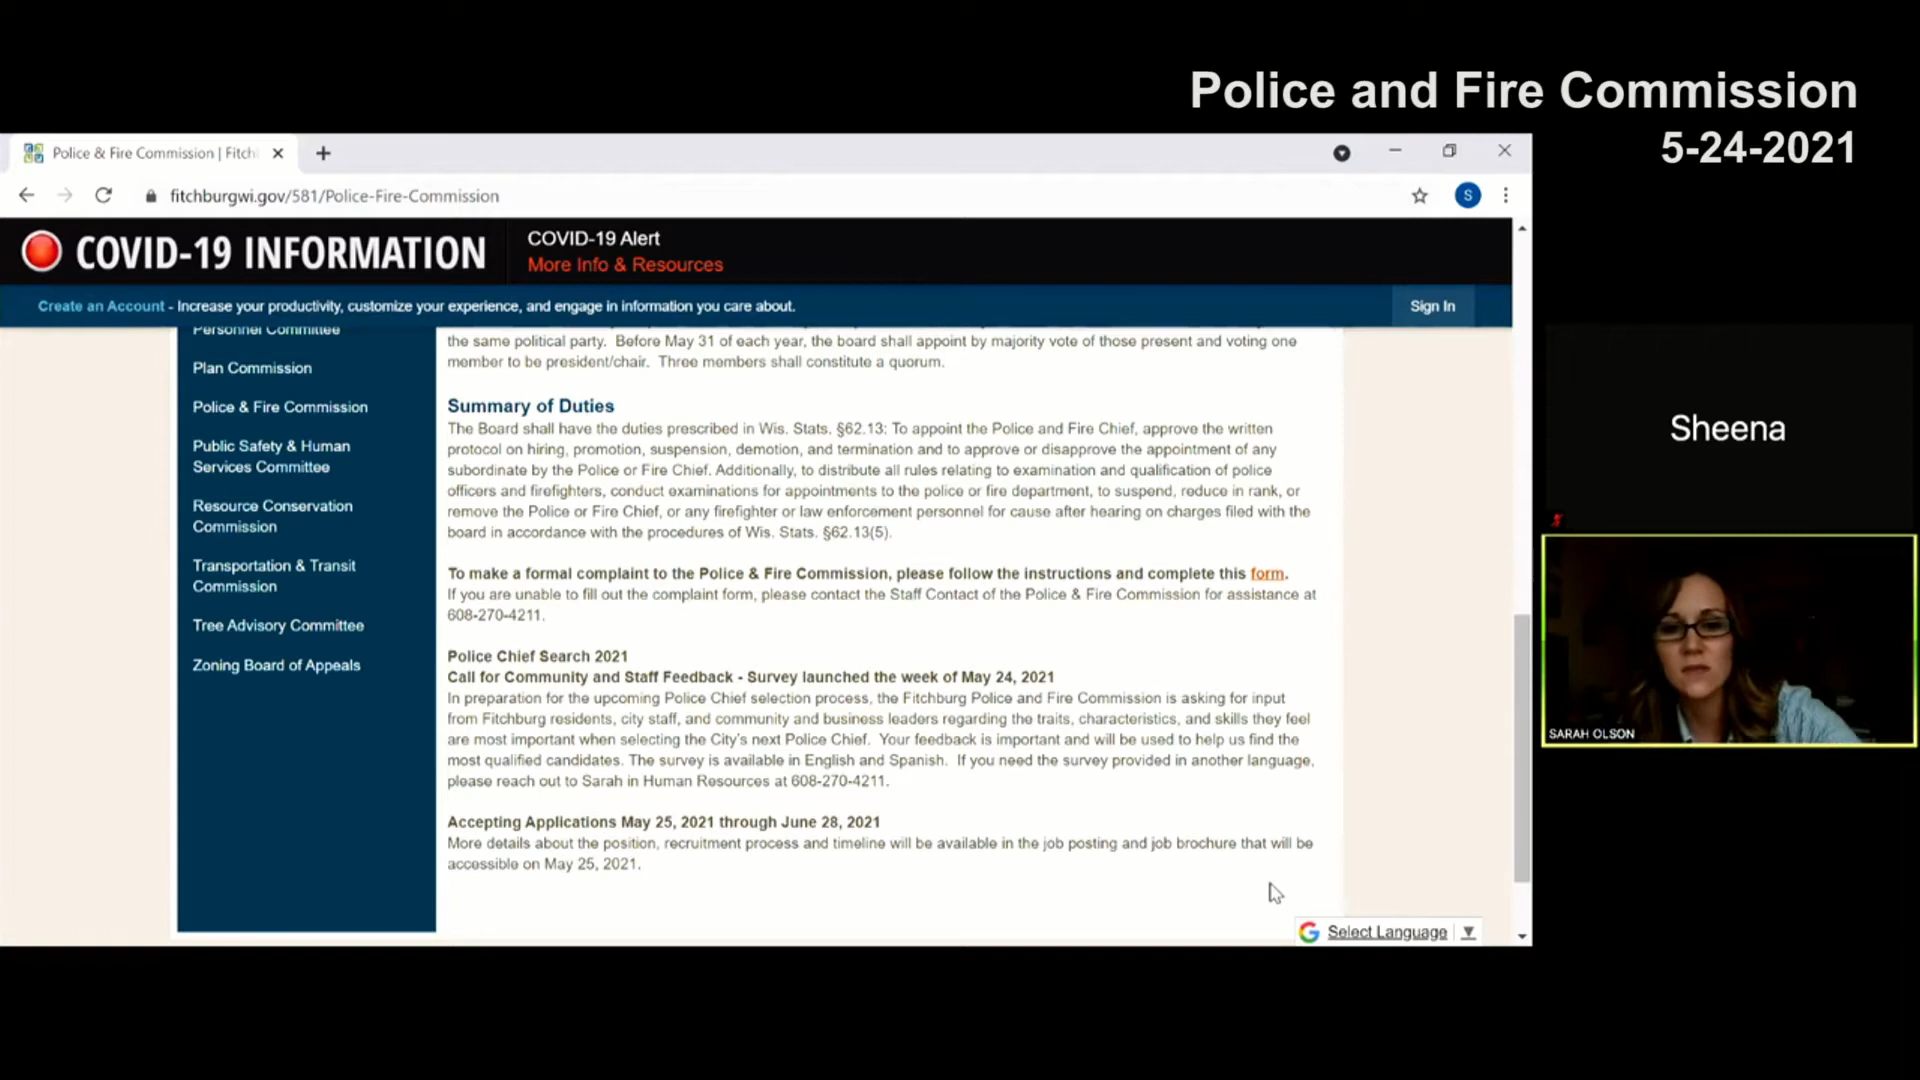 Police and Fire Commission
5-24-2021
Police & Fire Commission | Fitch
fitchburgwi.gov/581/Police-Fire-Commission
S
COVID-19 INFORMATION
COVID-19 Alert
More Info & Resources
Create an Account - Increase your productivity, customize your experience, and engage in information you care about.
Sign In
Personnel Committee
Plan Commission
Police & Fire Commission
Public Safety & Human
Services Committee
Resource Conservation
Commission
Transportation & Transit
Commission
Tree Advisory Committee
Zoning Board of Appeals
the same political party. Before May 31 of each year, the board shall appoint by majority vote of those present and voting one
member to be president/chair. Three members shall constitute a quorum.
Summary of Duties
The Board shall have the duties prescribed in Wis. Stats. §62.13: To appoint the Police and Fire Chief, approve the written
protocol on hiring, promotion, suspension, demotion, and termination and to approve or disapprove the appointment of any
subordinate by the Police or Fire Chief. Additionally, to distribute all rules relating to examination and qualification of police
officers and firefighters, conduct examinations for appointments to the police or fire department, to suspend, reduce in rank, or
remove the Police or Fire Chief, or any firefighter or law enforcement personnel for cause after hearing on charges filed with the
board in accordance with the procedures of Wis. Stats. §62.13(5).
To make a formal complaint to the Police & Fire Commission, please follow the instructions and complete this form.
If you are unable to fill out the complaint form, please contact the Staff Contact of the Police & Fire Commission for assistance at
608-270-4211.
Police Chief Search 2021
Call for Community and Staff Feedback - Survey launched the week of May 24, 2021
In preparation for the upcoming Police Chief selection process, the Fitchburg Police and Fire Commission is asking for input
from Fitchburg residents, city staff, and community and business leaders regarding the traits, characteristics, and skills they feel
are most important when selecting the City's next Police Chief. Your feedback is important and will be used to help us find the
most qualified candidates. The survey is available in English and Spanish. If you need the survey provided in another language,
please reach out to Sarah in Human Resources at 608-270-4211.
Accepting Applications May 25, 2021 through June 28, 2021
More details about the position, recruitment process and timeline will be available in the job posting and job brochure that will be
accessible on May 25, 2021.
Select Language
Sheena
SARAH OLSON